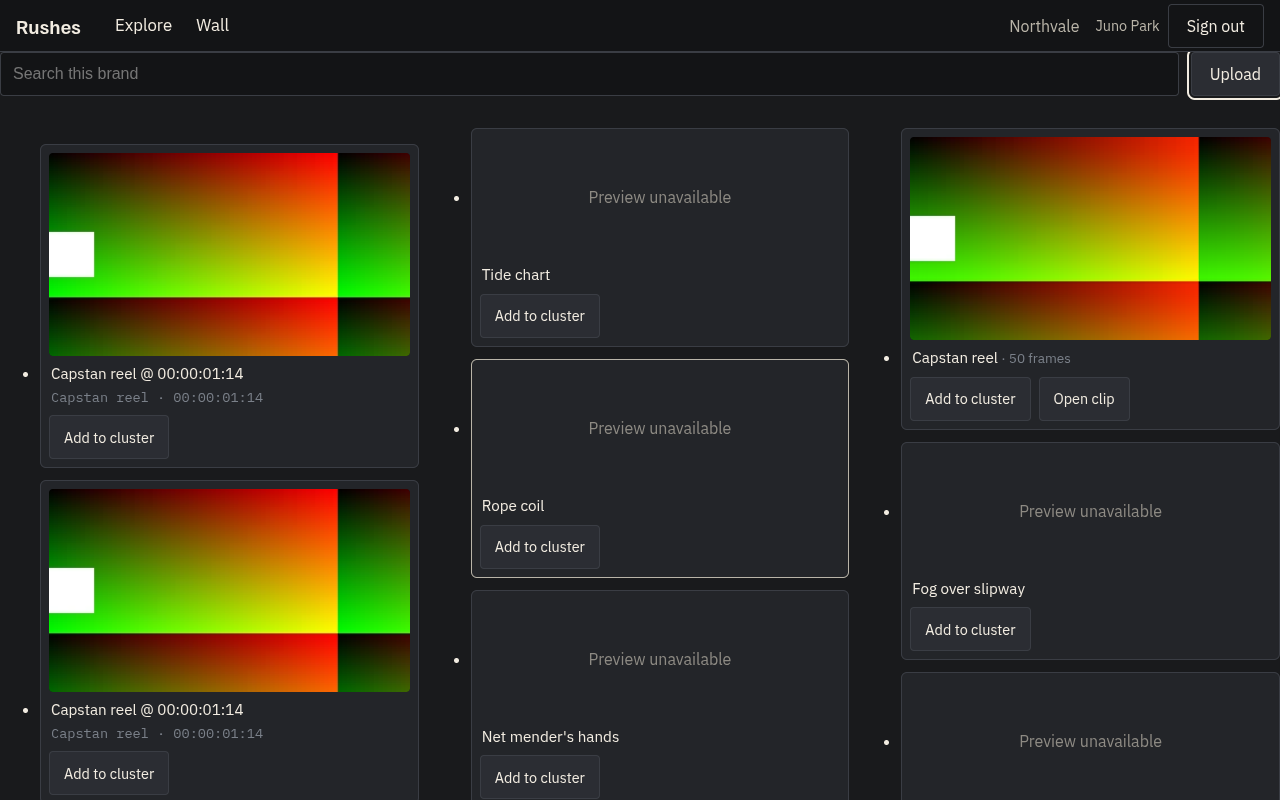 Rushes Explore Wall Northvale Juno Park Sign out
Search this brand Upload
Capstan reel @ 00:00:01:14
Capstan reel · 00:00:01:14
Add to cluster
Capstan reel @ 00:00:01:14
Capstan reel · 00:00:01:14
Add to cluster
Preview unavailable
Tide chart
Add to cluster
Preview unavailable
Rope coil
Add to cluster
Preview unavailable
Net mender's hands
Add to cluster
Capstan reel · 50 frames
Add to cluster Open clip
Preview unavailable
Fog over slipway
Add to cluster
Preview unavailable